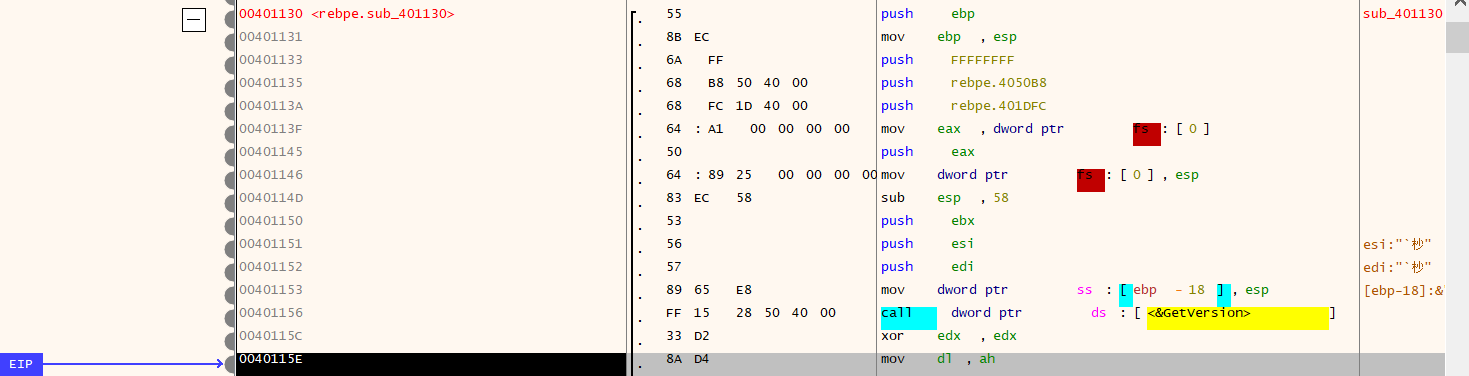 00401130 <rebpe.sub_401130> 55 push ebp sub_401130
00401131 8B EC mov ebp , esp
00401133 6A FF push FFFFFFFF
00401135 68 B8 50 40 00 push rebpe.4050B8
0040113A 68 FC 1D 40 00 push rebpe.401DFC
0040113F 64 : A1 00 00 00 00 mov eax , dword ptr fs : [ 0 ]
00401145 50 push eax
00401146 64 : 89 25 00 00 00 00 mov dword ptr fs : [ 0 ] , esp
0040114D 83 EC 58 sub esp , 58
00401150 53 push ebx
00401151 56 push esi esi:"`秒"
00401152 57 push edi edi:"`秒"
00401153 89 65 E8 mov dword ptr ss : [ ebp - 18 ] , esp [ebp-18]:&
00401156 FF 15 28 50 40 00 call dword ptr ds : [ <&GetVersion> ]
0040115C 33 D2 xor edx , edx
EIP 0040115E 8A D4 mov dl , ah